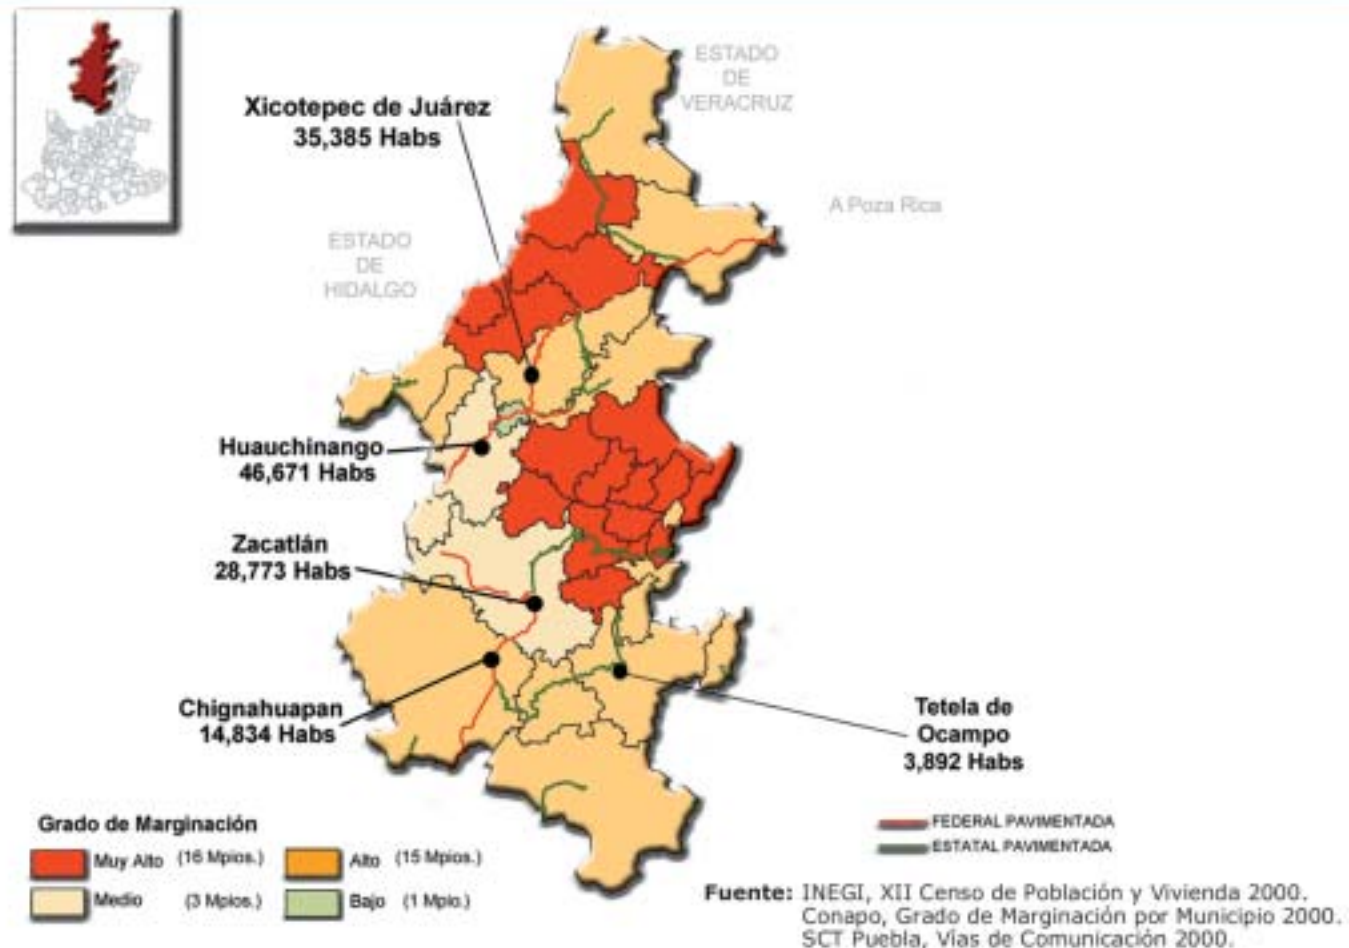 ESTADO
DE
VERACRUZ
Xicotepec de Juárez
35,385 Habs
A Poza Rica
ESTADO
DE
HIDALGO
Huauchinango
46,671 Habs
Zacatlán
28,773 Habs
Chignahuapan
14,834 Habs
Tetela de
Ocampo
3,892 Habs
Grado de Marginación
Muy Alto (16 Mpios.)
Alto (15 Mpios.)
Medio (3 Mpios.)
Bajo (1 Mpio.)
FEDERAL PAVIMENTADA
ESTATAL PAVIMENTADA
Fuente: INEGI, XII Censo de Población y Vivienda 2000.
Conapo, Grado de Marginación por Municipio 2000.
SCT Puebla, Vías de Comunicación 2000.